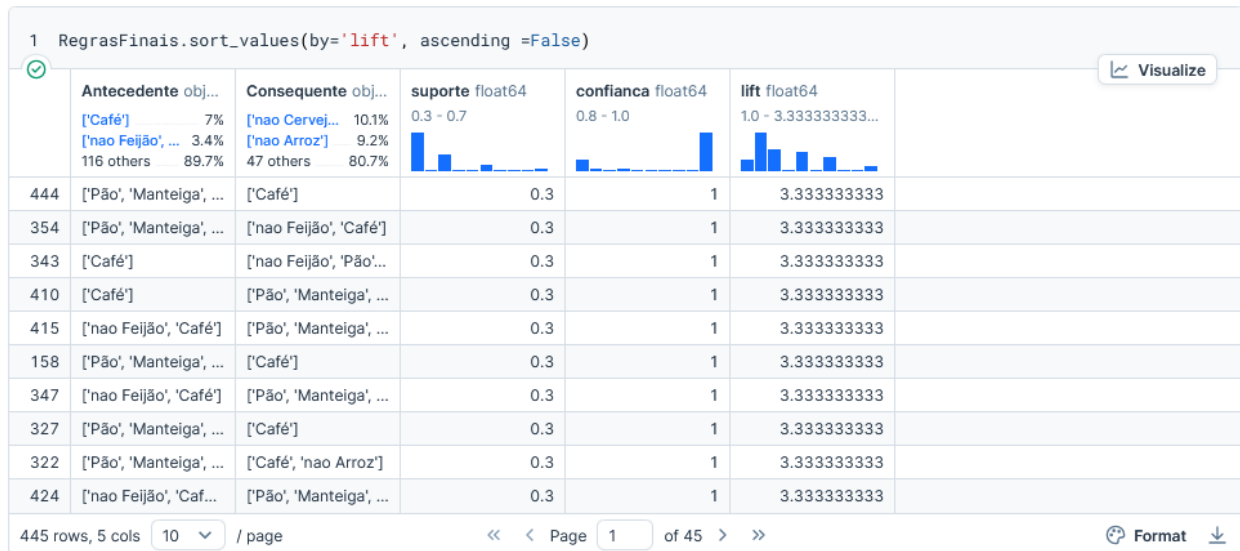 1 RegrasFinais.sort_values(by='lift', ascending =False)
Visualize
Antecedente obj... Consequente obj... suporte float64 confianca float64 lift float64
['Café'] 7% ['nao Cervej... 10.1% 0.3 - 0.7 0.8 - 1.0 1.0 - 3.333333333...
['nao Feijão', ... 3.4% ['nao Arroz'] 9.2%
116 others 89.7% 47 others 80.7%
444 ['Pão', 'Manteiga', ... ['Café'] 0.3 1 3.333333333
354 ['Pão', 'Manteiga', ... ['nao Feijão', 'Café'] 0.3 1 3.333333333
343 ['Café'] ['nao Feijão', 'Pão'... 0.3 1 3.333333333
410 ['Café'] ['Pão', 'Manteiga', ... 0.3 1 3.333333333
415 ['nao Feijão', 'Café'] ['Pão', 'Manteiga', ... 0.3 1 3.333333333
158 ['Pão', 'Manteiga', ... ['Café'] 0.3 1 3.333333333
347 ['nao Feijão', 'Café'] ['Pão', 'Manteiga', ... 0.3 1 3.333333333
327 ['Pão', 'Manteiga', ... ['Café'] 0.3 1 3.333333333
322 ['Pão', 'Manteiga', ... ['Café', 'nao Arroz'] 0.3 1 3.333333333
424 ['nao Feijão', 'Caf... ['Pão', 'Manteiga', ... 0.3 1 3.333333333
445 rows, 5 cols 10 / page Page 1 of 45 Format